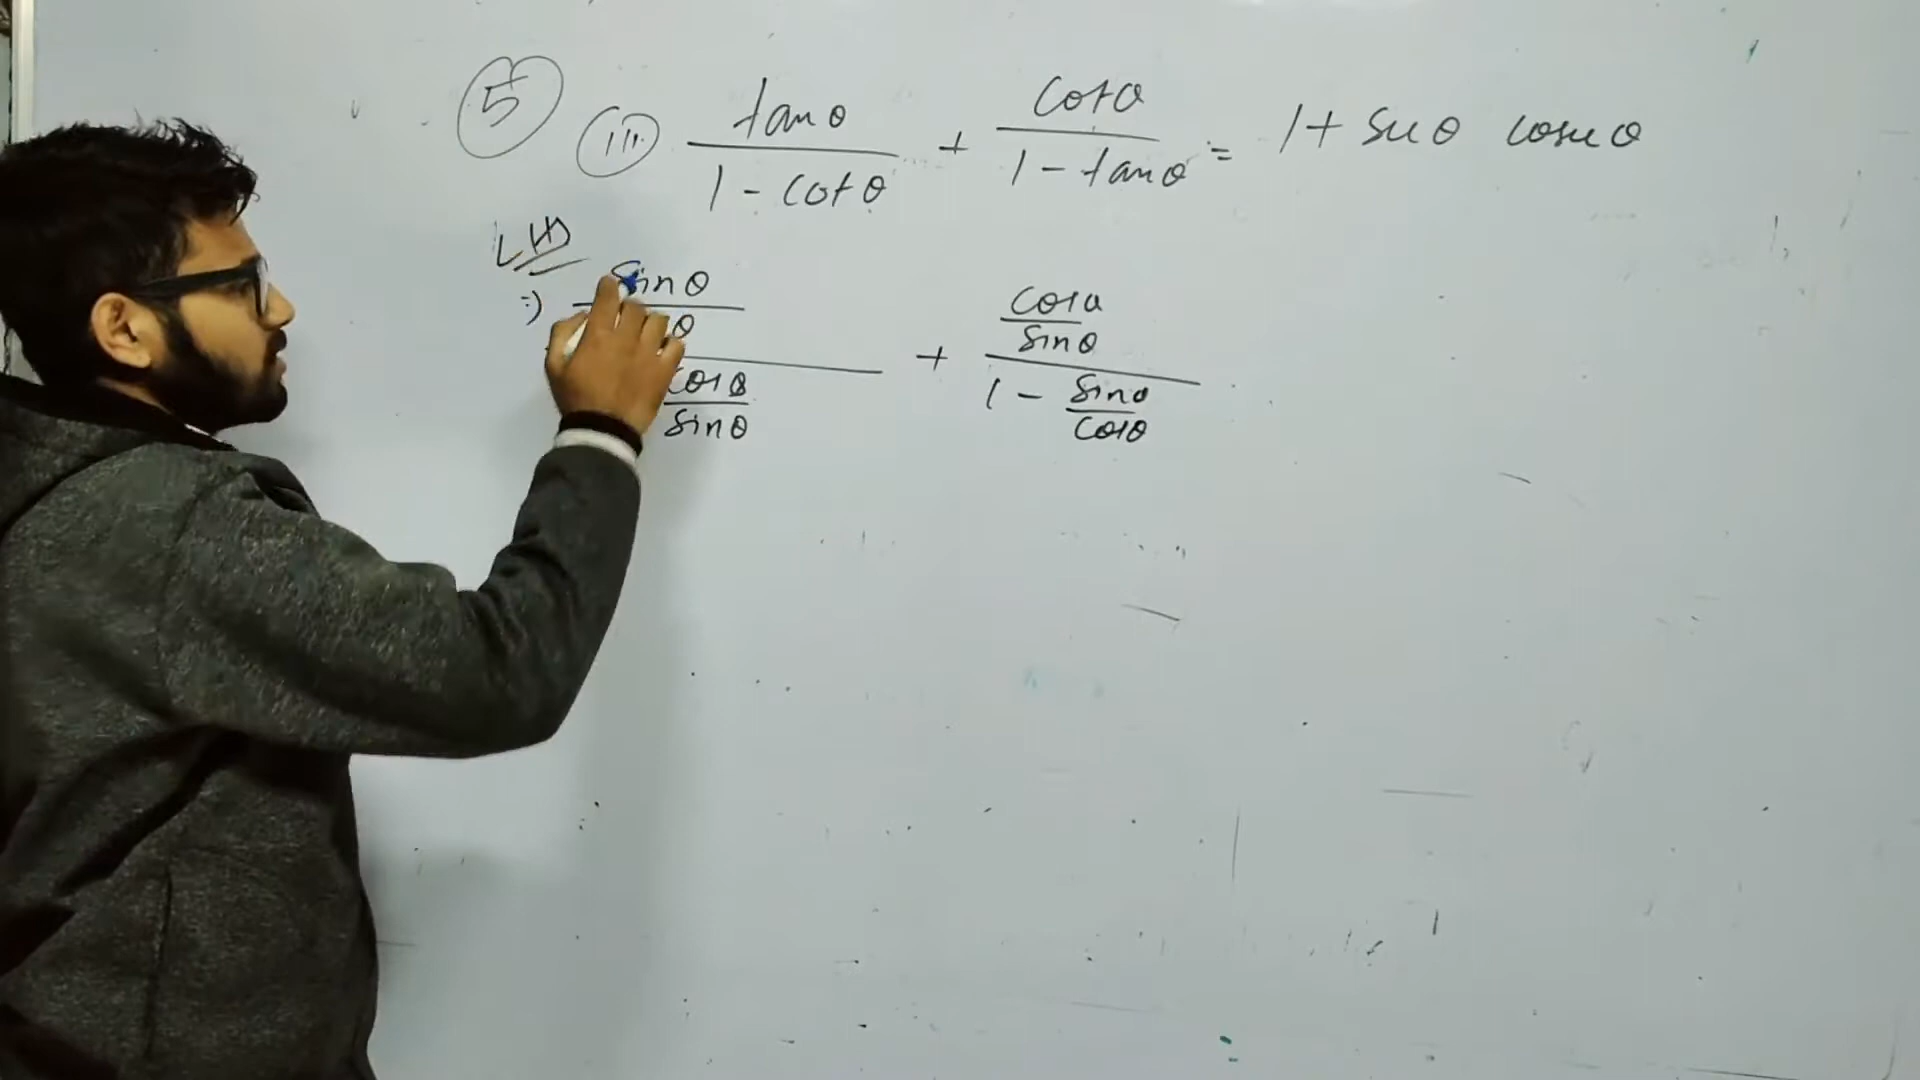 5 (iii) tanθ / 1 - cotθ + cotθ / 1 - tanθ = 1 + secθ cosecθ
LHS
:) sinθ / θ / cosθ / sinθ + cosθ / sinθ / 1 - sinθ / cosθ